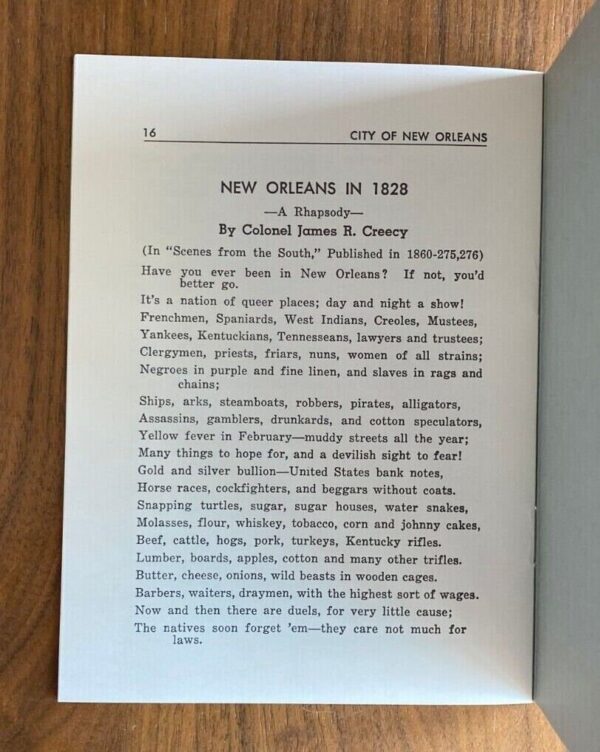 16
CITY OF NEW ORLEANS
NEW ORLEANS IN 1828
—A Rhapsody—
By Colonel James R. Creecy
(In “Scenes from the South,” Published in 1860-275,276)
Have you ever been in New Orleans? If not, you’d
better go.
It’s a nation of queer places; day and night a show!
Frenchmen, Spaniards, West Indians, Creoles, Mustees,
Yankees, Kentuckians, Tennesseans, lawyers and trustees;
Clergymen, priests, friars, nuns, women of all strains;
Negroes in purple and fine linen, and slaves in rags and
chains;
Ships, arks, steamboats, robbers, pirates, alligators,
Assassins, gamblers, drunkards, and cotton speculators,
Yellow fever in February—muddy streets all the year;
Many things to hope for, and a devilish sight to fear!
Gold and silver bullion—United States bank notes,
Horse races, cockfighters, and beggars without coats.
Snapping turtles, sugar, sugar houses, water snakes,
Molasses, flour, whiskey, tobacco, corn and johnny cakes,
Beef, cattle, hogs, pork, turkeys, Kentucky rifles.
Lumber, boards, apples, cotton and many other trifles.
Butter, cheese, onions, wild beasts in wooden cages.
Barbers, waiters, draymen, with the highest sort of wages.
Now and then there are duels, for very little cause;
The natives soon forget ’em—they care not much for
laws.